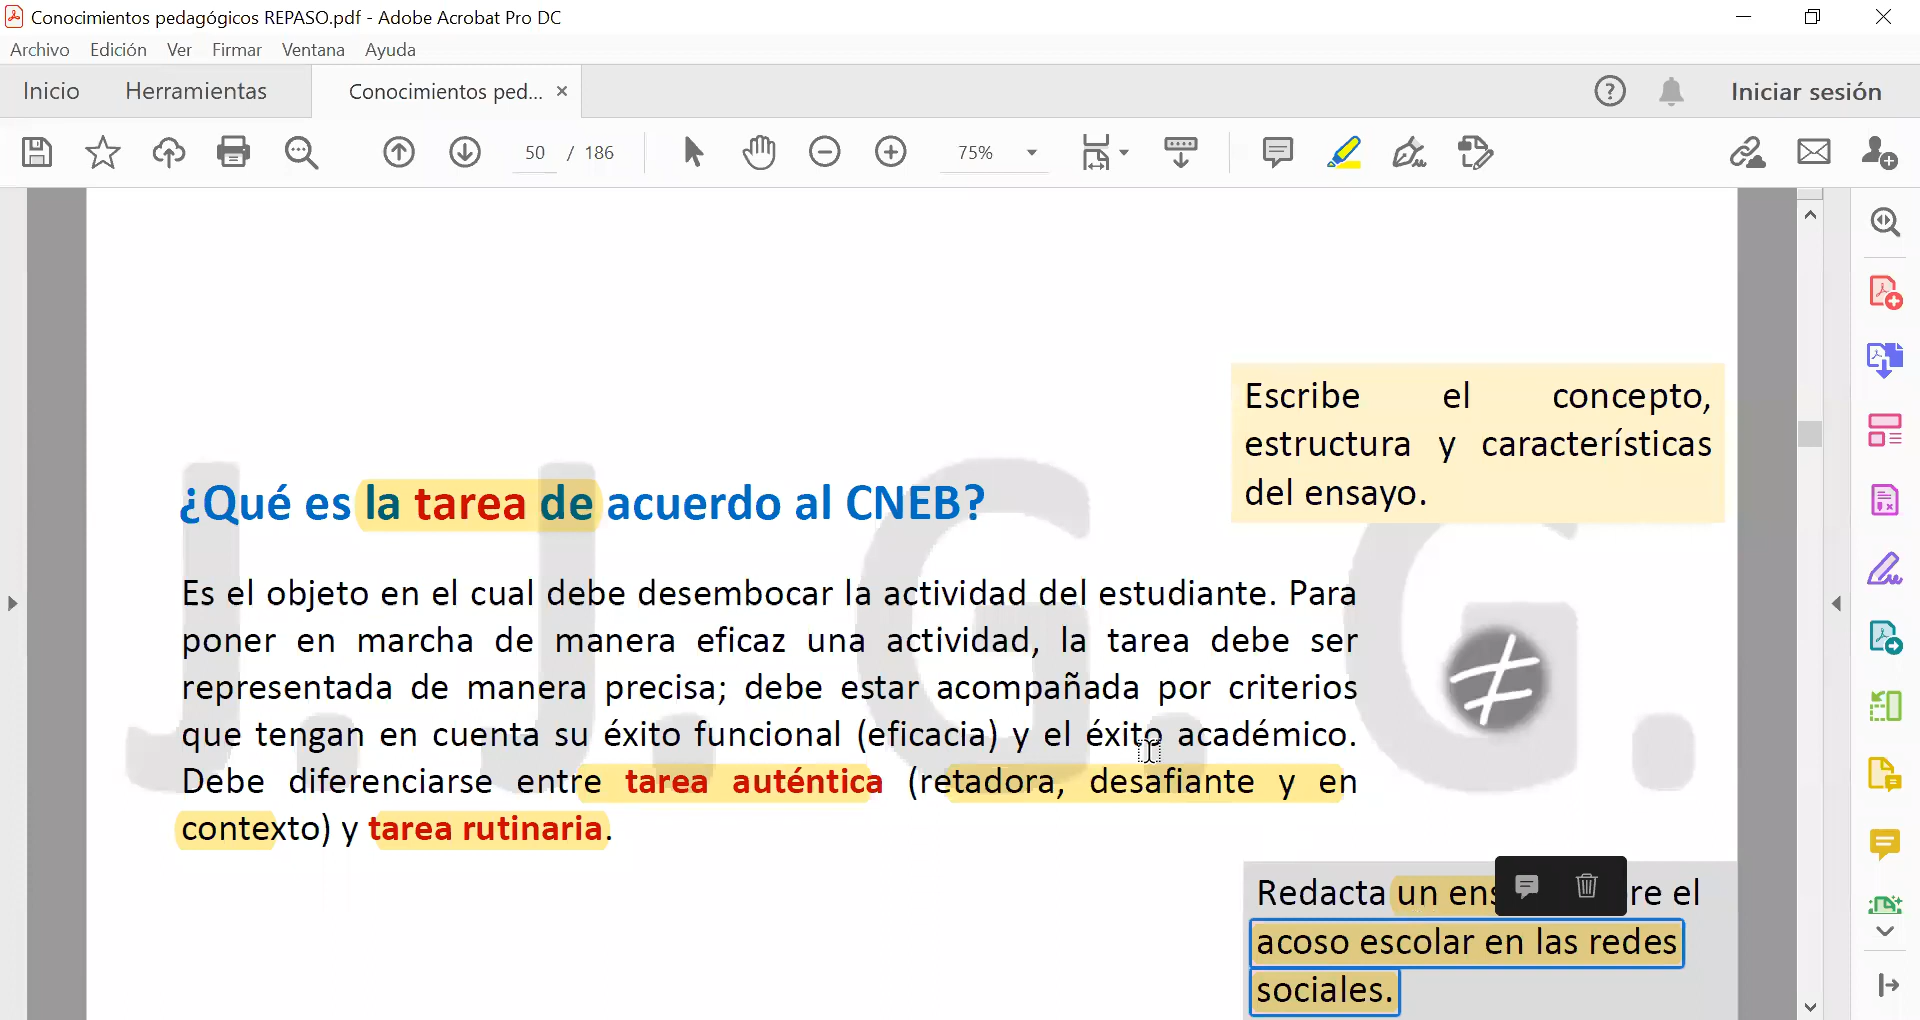 Conocimientos pedagógicos REPASO.pdf - Adobe Acrobat Pro DC
Archivo Edición Ver Firmar Ventana Ayuda
Inicio Herramientas Conocimientos ped... × Iniciar sesión
50 / 186 75%
Escribe el concepto,
estructura y características
del ensayo.
¿Qué es la tarea de acuerdo al CNEB?
Es el objeto en el cual debe desembocar la actividad del estudiante. Para
poner en marcha de manera eficaz una actividad, la tarea debe ser
representada de manera precisa; debe estar acompañada por criterios
que tengan en cuenta su éxito funcional (eficacia) y el éxito académico.
Debe diferenciarse entre tarea auténtica (retadora, desafiante y en
contexto) y tarea rutinaria.
≠
J. J. G. G.
Redacta un ens re el
acoso escolar en las redes
sociales.